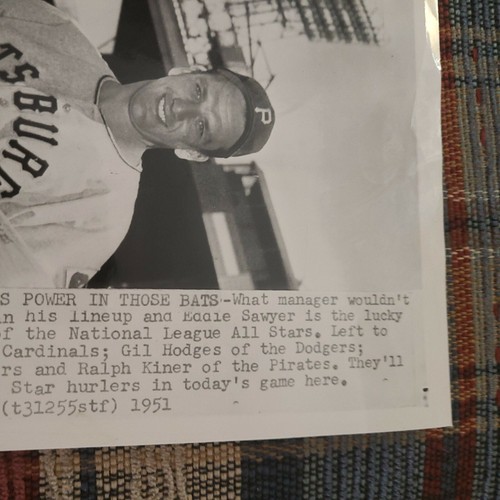 TSBURG
P
S POWER IN THOSE BATS-What manager wouldn't
n his lineup and Eddie Sawyer is the lucky
f the National League All Stars. Left to
Cardinals; Gil Hodges of the Dodgers;
rs and Ralph Kiner of the Pirates. They'll
Star hurlers in today's game here.
(t31255stf) 1951